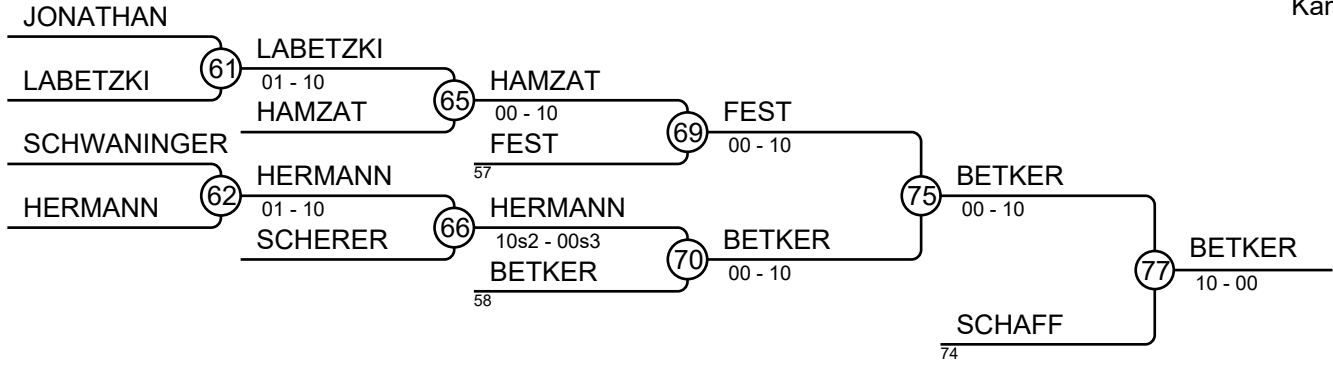 Kar
JONATHAN
LABETZKI
61
LABETZKI
01 - 10
HAMZAT
65
HAMZAT
00 - 10
FEST
57
69
FEST
00 - 10
SCHWANINGER
HERMANN
62
HERMANN
01 - 10
SCHERER
66
HERMANN
10s2 - 00s3
BETKER
58
70
BETKER
00 - 10
75
BETKER
00 - 10
SCHAFF
74
77
BETKER
10 - 00